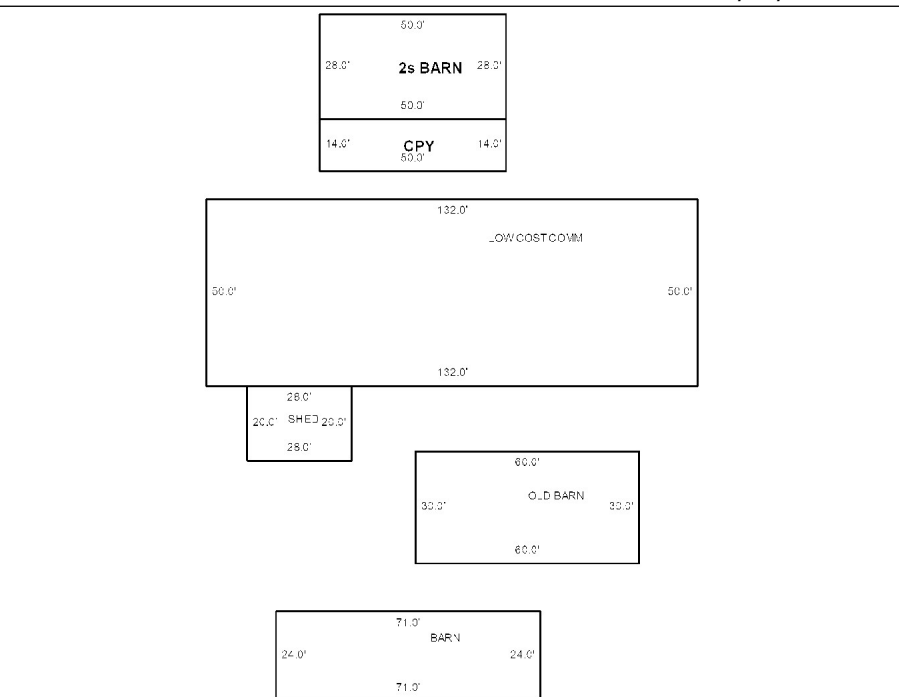 50.0'
28.0' 2s BARN 28.0'
50.0'
14.0' CPY 14.0'
50.0'
132.0'
LOW COST COMM
50.0' 50.0'
132.0'
28.0'
20.0' SHED 20.0'
28.0'
60.0'
OLD BARN
30.0' 30.0'
60.0'
71.0'
BARN
24.0' 24.0'
71.0'